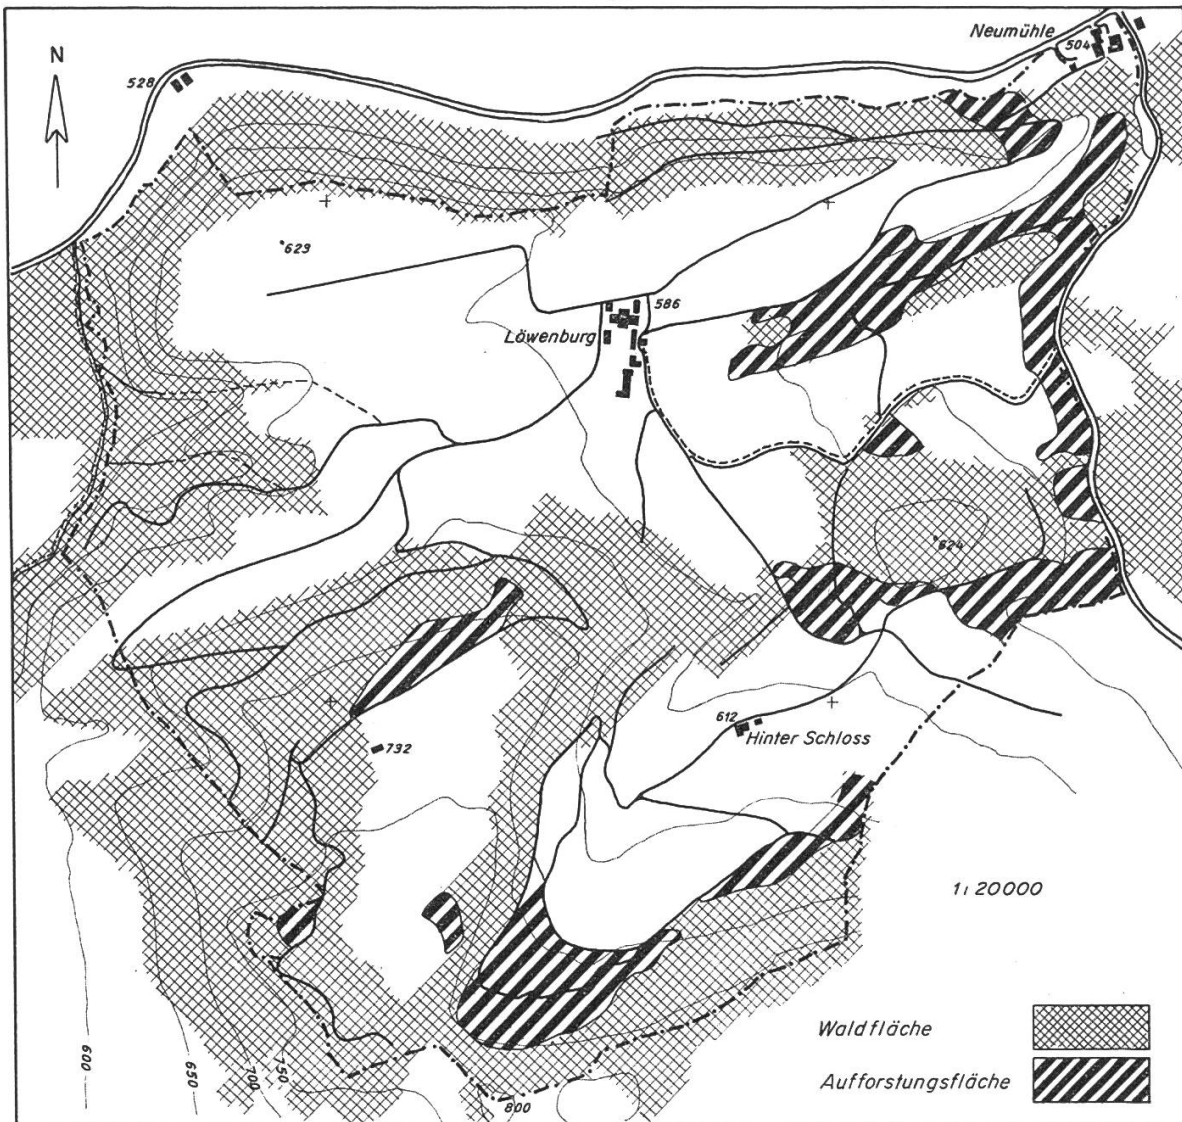 Neumühle
504
N
528
623
586
Löwenburg
624
612
Hinter Schloss
732
1:20000
Waldfläche
Aufforstungsfläche
600
650
700
750
800